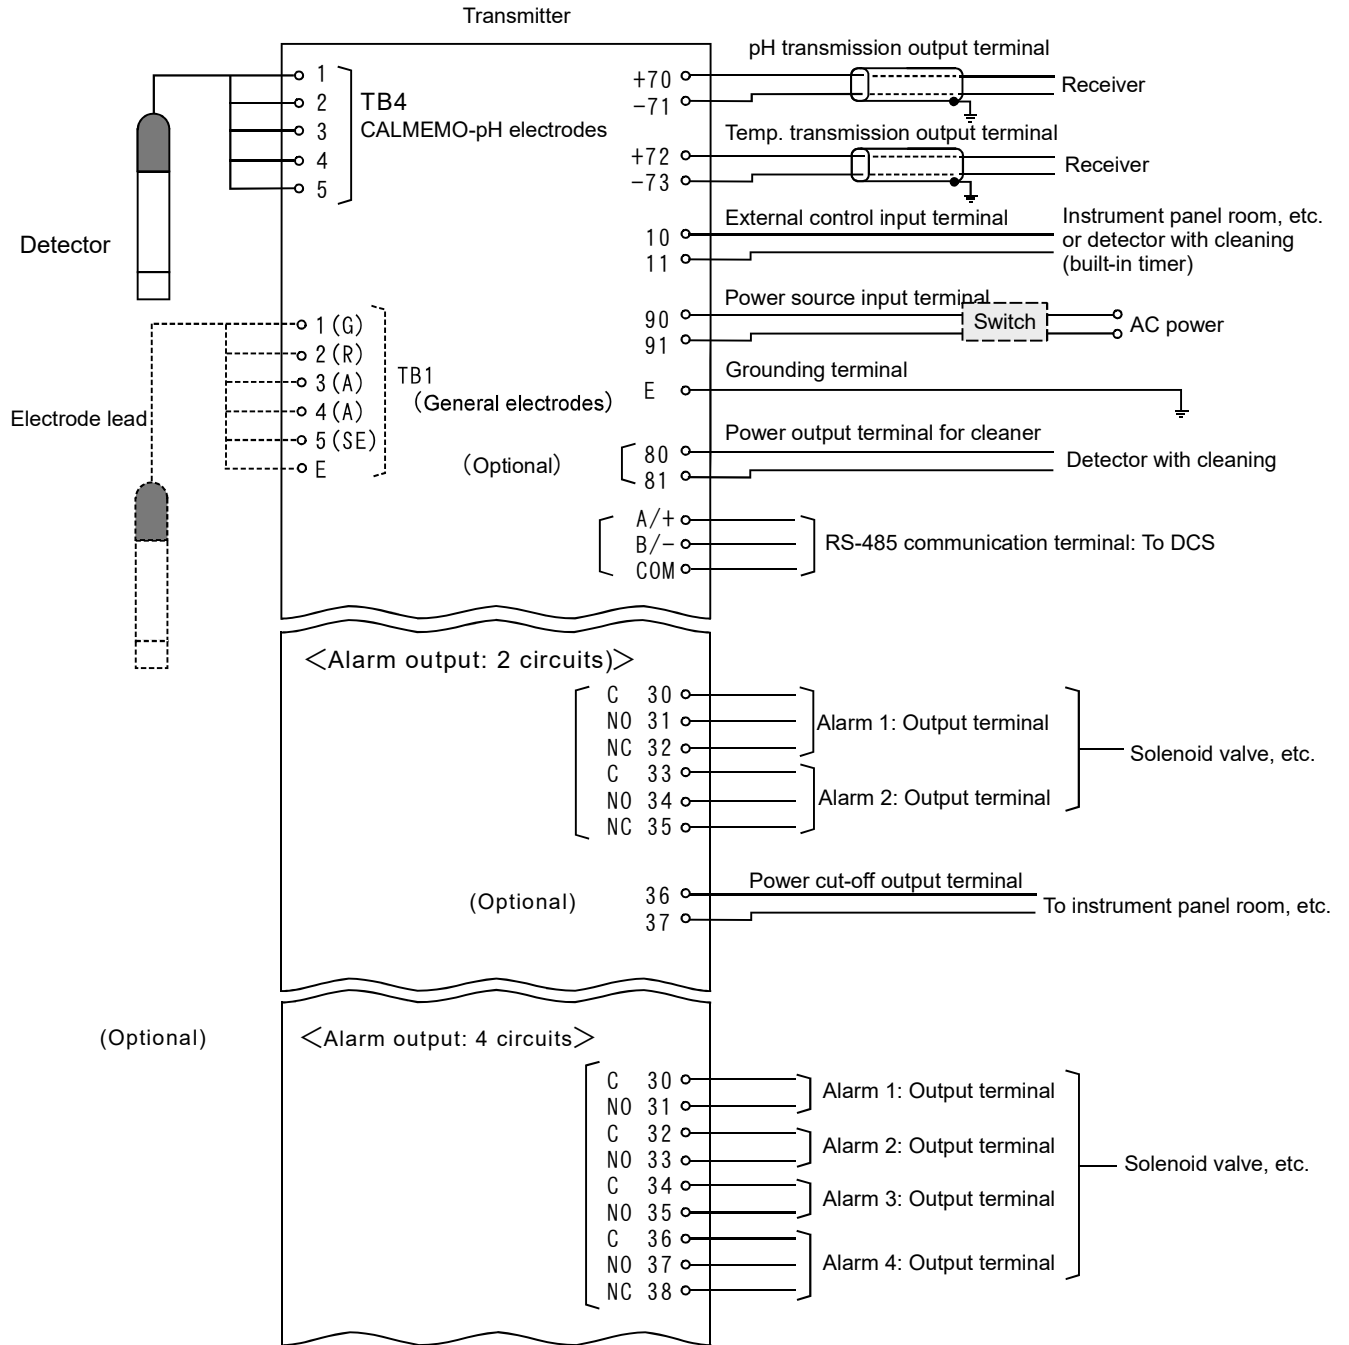 Transmitter
1
2
3
4
5
TB4
CALMEMO-pH electrodes
Detector
1(G)
2(R)
3(A)
4(A)
5(SE)
E
TB1
(General electrodes)
Electrode lead
+70
−71
pH transmission output terminal
Receiver
+72
−73
Temp. transmission output terminal
Receiver
10
11
External control input terminal
Instrument panel room, etc.
or detector with cleaning
(built-in timer)
90
91
Power source input terminal
Switch
AC power
E
Grounding terminal
(Optional)
80
81
Power output terminal for cleaner
Detector with cleaning
A/+
B/−
COM
RS-485 communication terminal: To DCS
<Alarm output: 2 circuits)>
C 30
NO 31
NC 32
C 33
NO 34
NC 35
Alarm 1: Output terminal
Alarm 2: Output terminal
Solenoid valve, etc.
(Optional)
36
37
Power cut-off output terminal
To instrument panel room, etc.
(Optional)
<Alarm output: 4 circuits>
C 30
NO 31
C 32
NO 33
C 34
NO 35
C 36
NO 37
NC 38
Alarm 1: Output terminal
Alarm 2: Output terminal
Alarm 3: Output terminal
Alarm 4: Output terminal
Solenoid valve, etc.